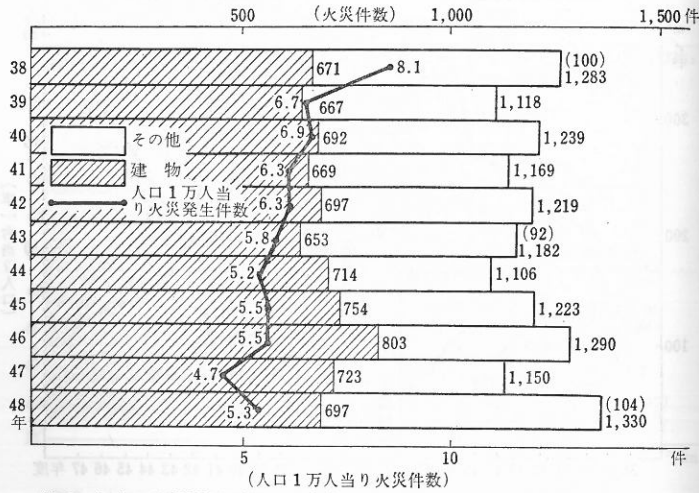 500 (火災件数) 1,000 1,500 件
38 671 8.1 (100)
1,283
39 6.7 667 1,118
40 6.9 692 1,239
その他
41 6.3 669 1,169
建物
42 人口1万人当り火災発生件数 6.3 697 1,219
43 5.8 653 (92)
1,182
44 5.2 714 1,106
45 5.5 754 1,223
46 5.5 803 1,290
47 4.7 723 1,150
48 5.3 697 (104)
年 1,330
5 10 件
(人口1万人当り火災件数)